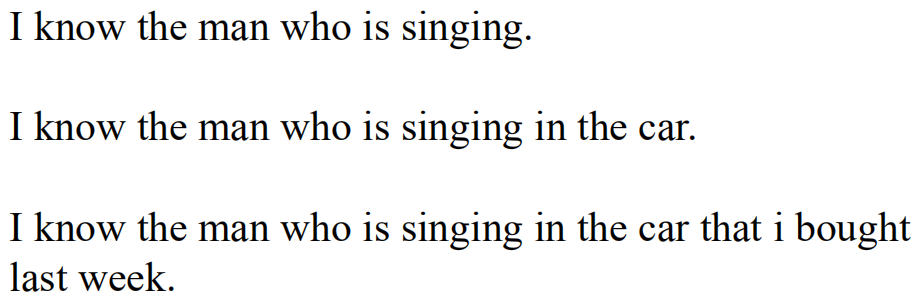 I know the man who is singing.
I know the man who is singing in the car.
I know the man who is singing in the car that i bought
last week.